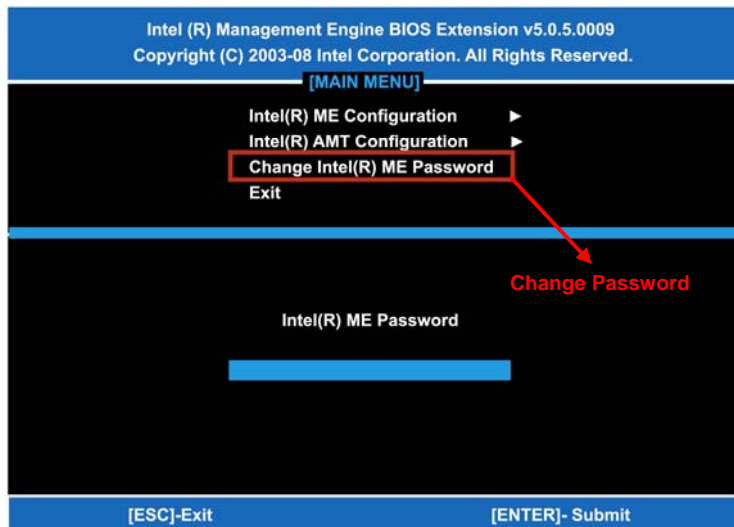 Intel (R) Management Engine BIOS Extension v5.0.5.0009
Copyright (C) 2003-08 Intel Corporation. All Rights Reserved.
[MAIN MENU]
Intel(R) ME Configuration ►
Intel(R) AMT Configuration ►
Change Intel(R) ME Password
Exit
Change Password
Intel(R) ME Password
[ESC]-Exit [ENTER]- Submit